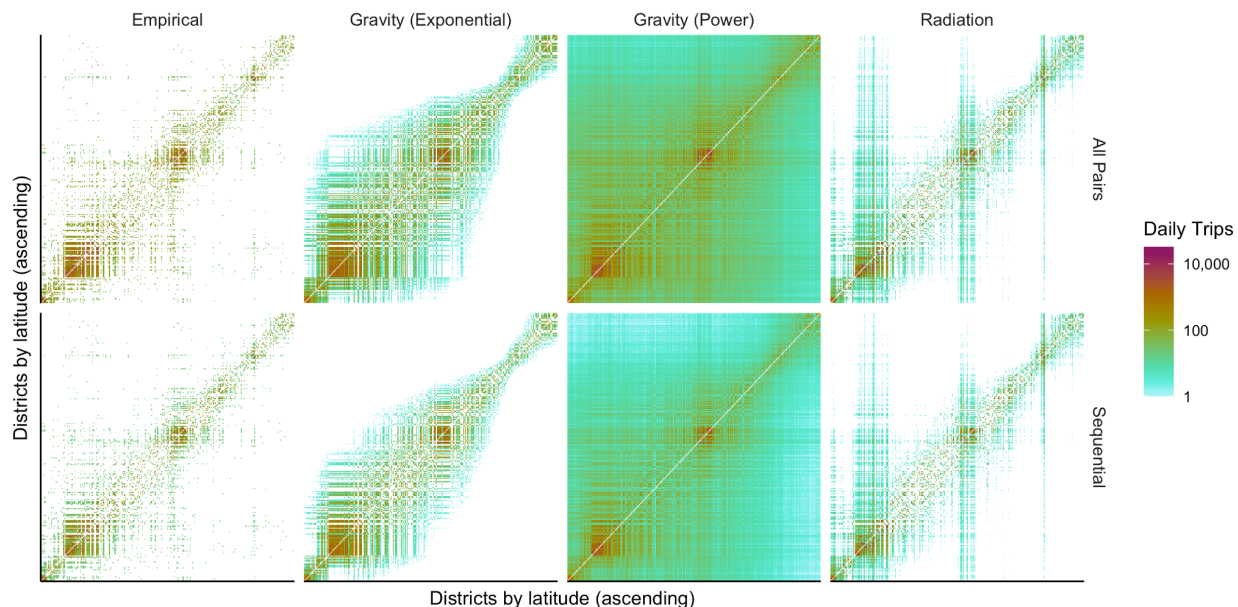 Empirical
Gravity (Exponential)
Gravity (Power)
Radiation
Districts by latitude (ascending)
All Pairs
Sequential
Daily Trips
10,000
100
1
Districts by latitude (ascending)